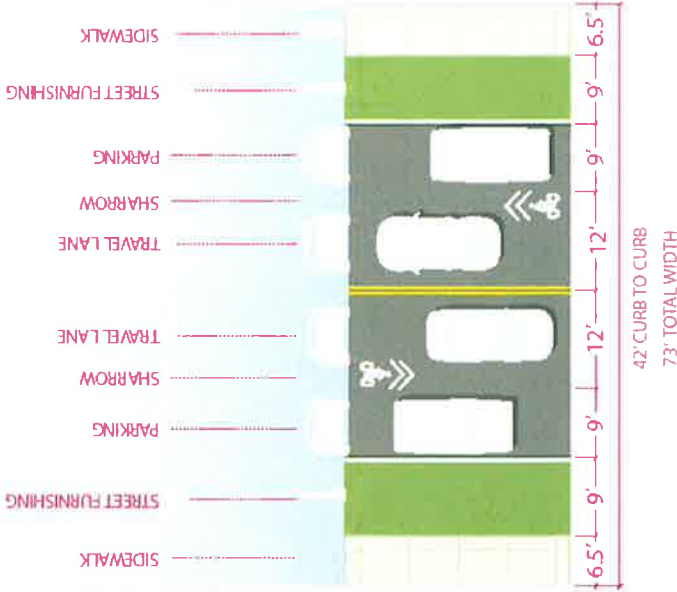 SIDEWALK
STREET FURNISHING
PARKING
SHARROW
TRAVEL LANE
TRAVEL LANE
SHARROW
PARKING
STREET FURNISHING
SIDEWALK
6.5'
9'
9'
12'
12'
9'
9'
6.5'
42' CURB TO CURB
73' TOTAL WIDTH